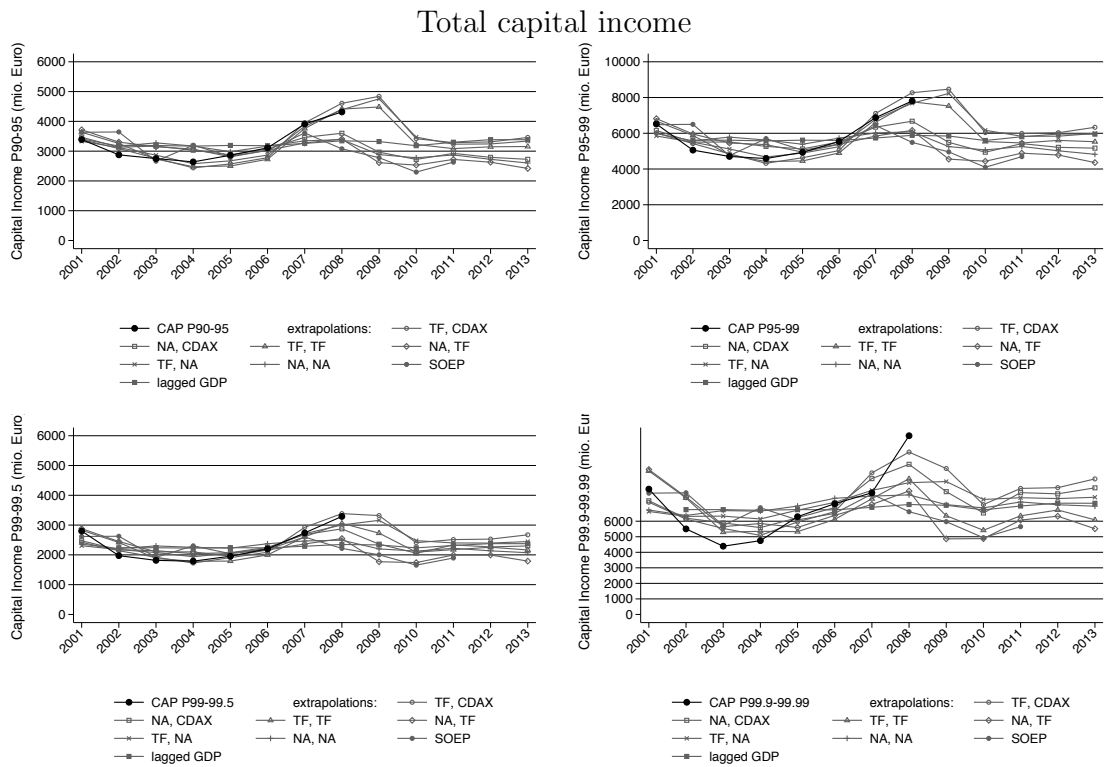 Total capital income
Capital Income P90-95 (mio. Euro)
6000
5000
4000
3000
2000
1000
0
2001 2002 2003 2004 2005 2006 2007 2008 2009 2010 2011 2012 2013
CAP P90-95 extrapolations: TF, CDAX
NA, CDAX TF, TF NA, TF
TF, NA NA, NA SOEP
lagged GDP
Capital Income P95-99 (mio. Euro)
10000
8000
6000
4000
2000
0
2001 2002 2003 2004 2005 2006 2007 2008 2009 2010 2011 2012 2013
CAP P95-99 extrapolations: TF, CDAX
NA, CDAX TF, TF NA, TF
TF, NA NA, NA SOEP
lagged GDP
Capital Income P99-99.5 (mio. Euro
6000
5000
4000
3000
2000
1000
0
2001 2002 2003 2004 2005 2006 2007 2008 2009 2010 2011 2012 2013
CAP P99-99.5 extrapolations: TF, CDAX
NA, CDAX TF, TF NA, TF
TF, NA NA, NA SOEP
lagged GDP
Capital Income P99.9-99.99 (mio. Eur
6000
5000
4000
3000
2000
1000
0
2001 2002 2003 2004 2005 2006 2007 2008 2009 2010 2011 2012 2013
CAP P99.9-99.99 extrapolations: TF, CDAX
NA, CDAX TF, TF NA, TF
TF, NA NA, NA SOEP
lagged GDP